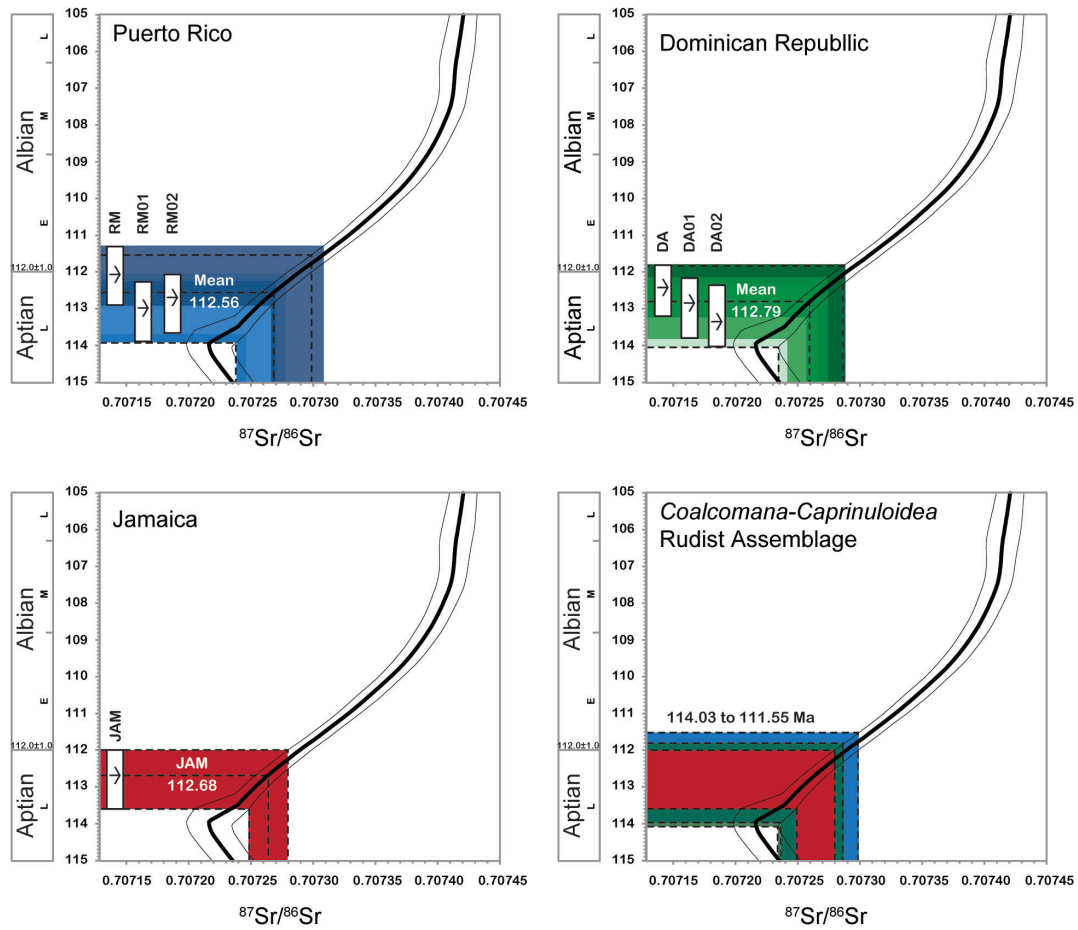 Puerto Rico
Albian
Aptian
L
M
E
L
112.0±1.0
105
106
107
108
109
110
111
112
113
114
115
RM
RM01
RM02
Mean
112.56
0.70715 0.70720 0.70725 0.70730 0.70735 0.70740 0.70745
87Sr/86Sr
Dominican Republlic
Albian
Aptian
L
M
E
L
112.0±1.0
105
106
107
108
109
110
111
112
113
114
115
DA
DA01
DA02
Mean
112.79
0.70715 0.70720 0.70725 0.70730 0.70735 0.70740 0.70745
87Sr/86Sr
Jamaica
Albian
Aptian
L
M
E
L
112.0±1.0
105
106
107
108
109
110
111
112
113
114
115
JAM
JAM
112.68
0.70715 0.70720 0.70725 0.70730 0.70735 0.70740 0.70745
87Sr/86Sr
Coalcomana-Caprinuloidea
Rudist Assemblage
Albian
Aptian
L
M
E
L
112.0±1.0
105
106
107
108
109
110
111
112
113
114
115
114.03 to 111.55 Ma
0.70715 0.70720 0.70725 0.70730 0.70735 0.70740 0.70745
87Sr/86Sr